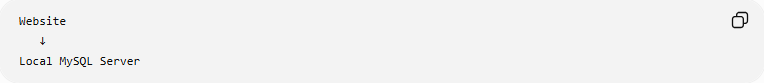 Website
↓
Local MySQL Server